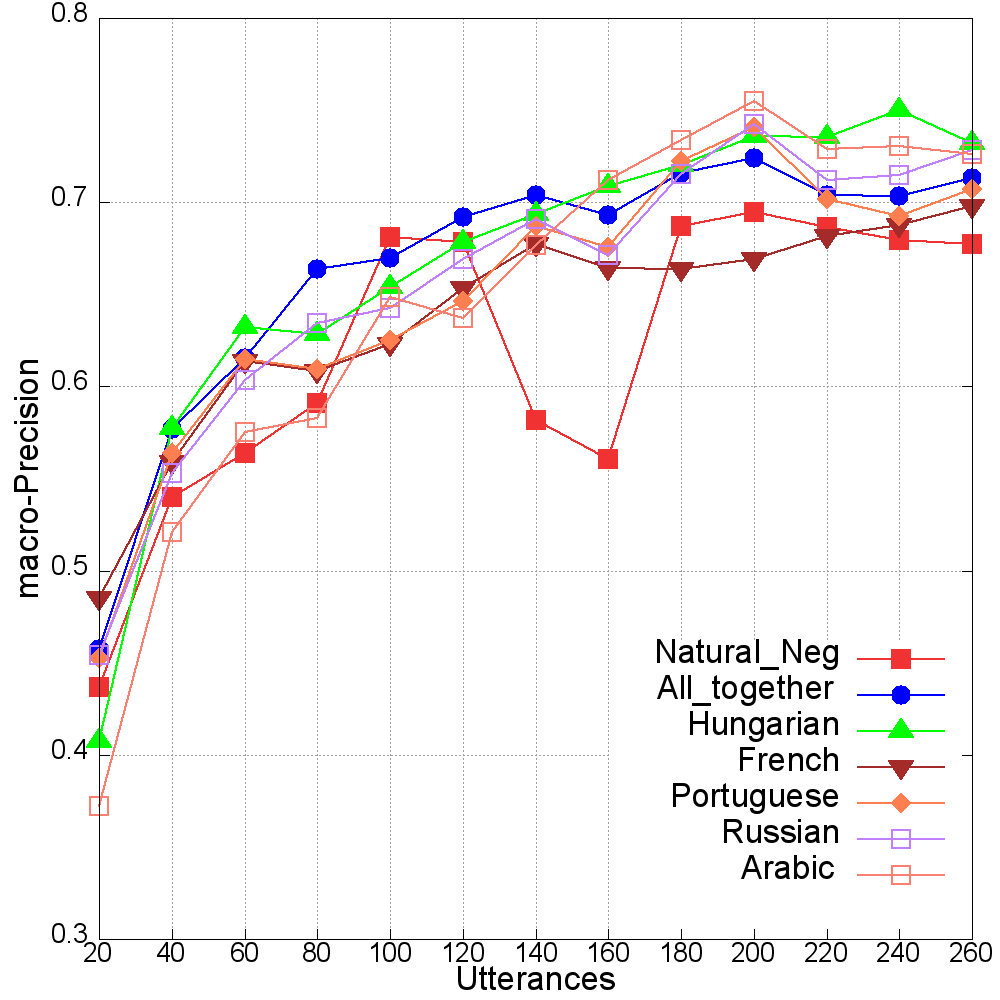 0.8
0.7
0.6
0.5
0.4
0.3
macro-Precision
Natural_Neg
All_together
Hungarian
French
Portuguese
Russian
Arabic
20 40 60 80 100 120 140 160 180 200 220 240 260
Utterances